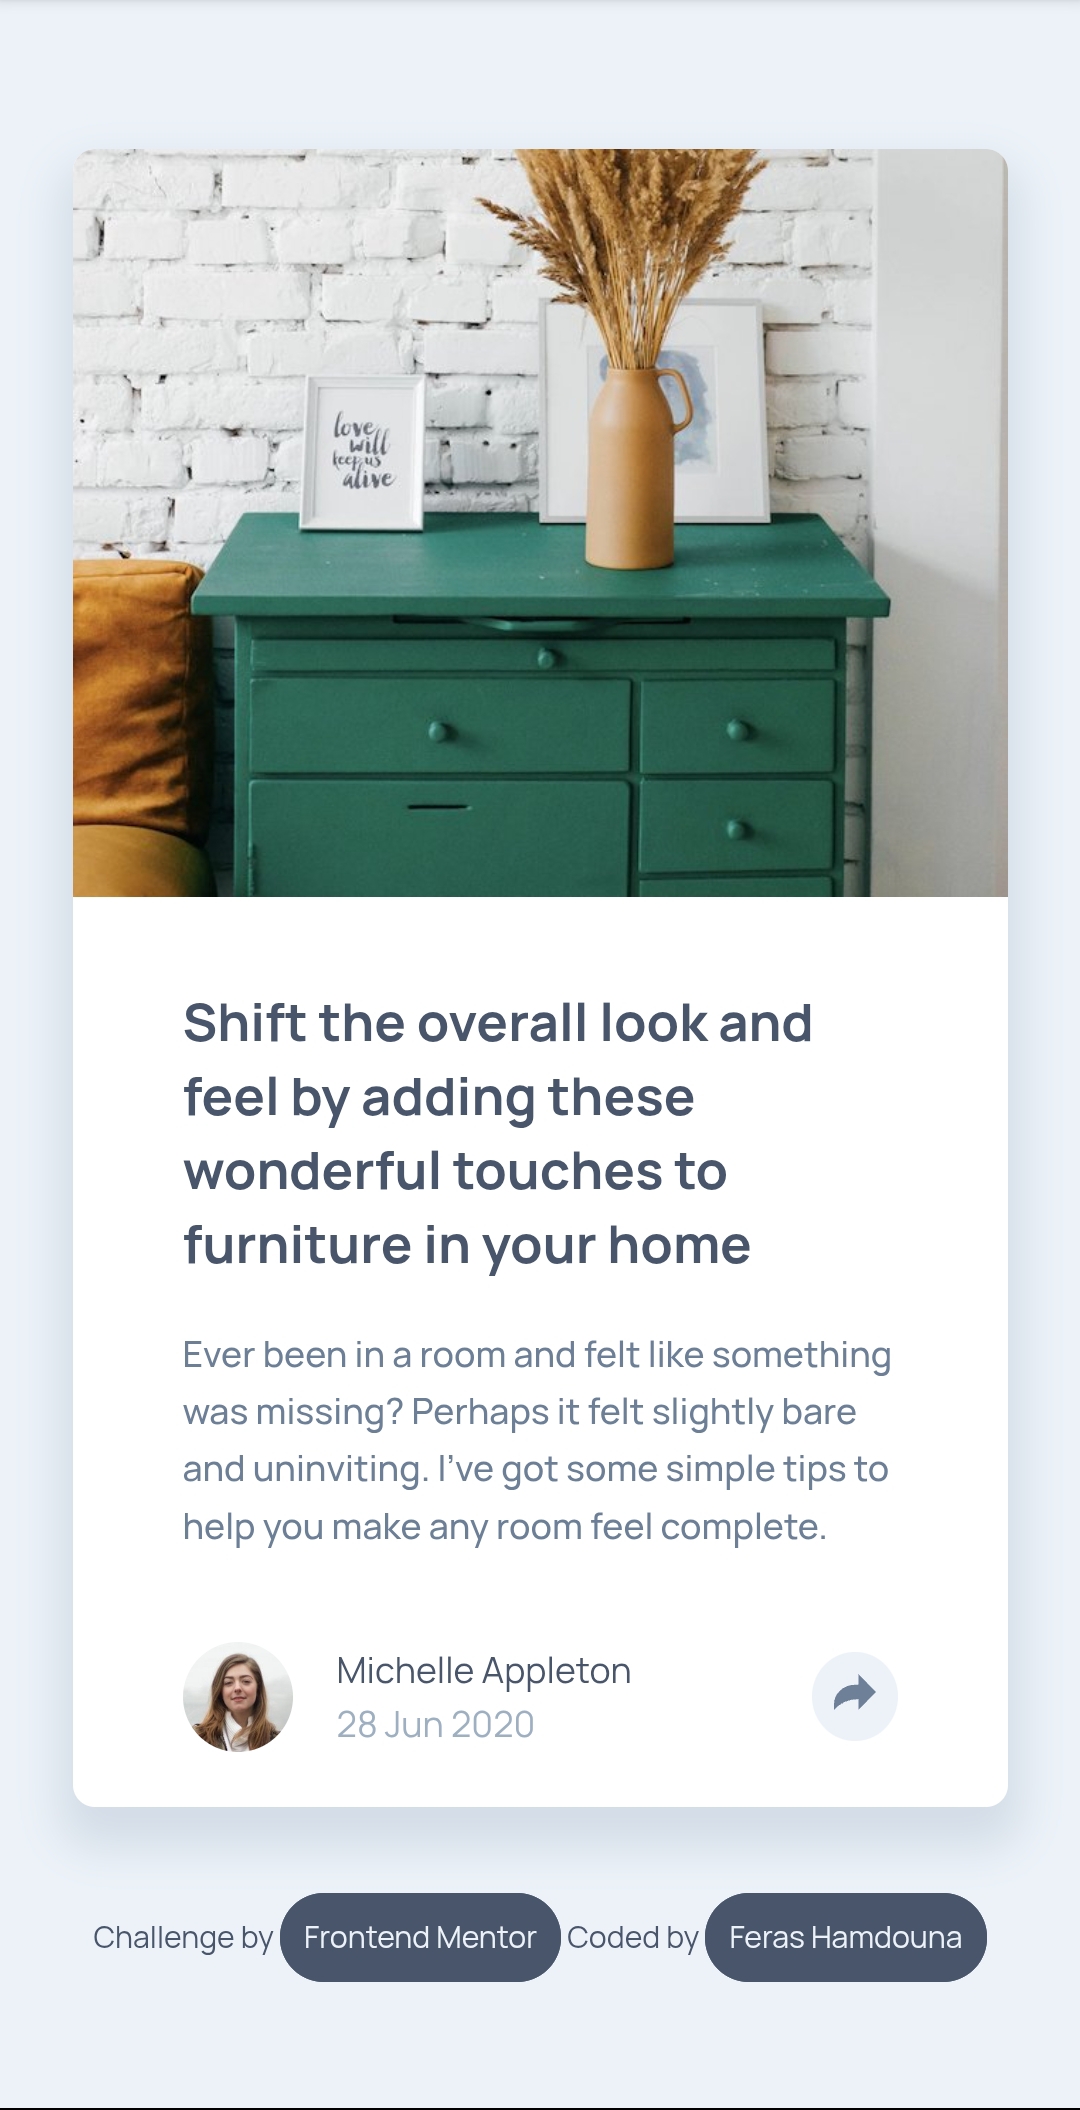 love
will
keep us
alive
Shift the overall look and
feel by adding these
wonderful touches to
furniture in your home
Ever been in a room and felt like something
was missing? Perhaps it felt slightly bare
and uninviting. I’ve got some simple tips to
help you make any room feel complete.
Michelle Appleton
28 Jun 2020
Challenge by Frontend Mentor Coded by Feras Hamdouna